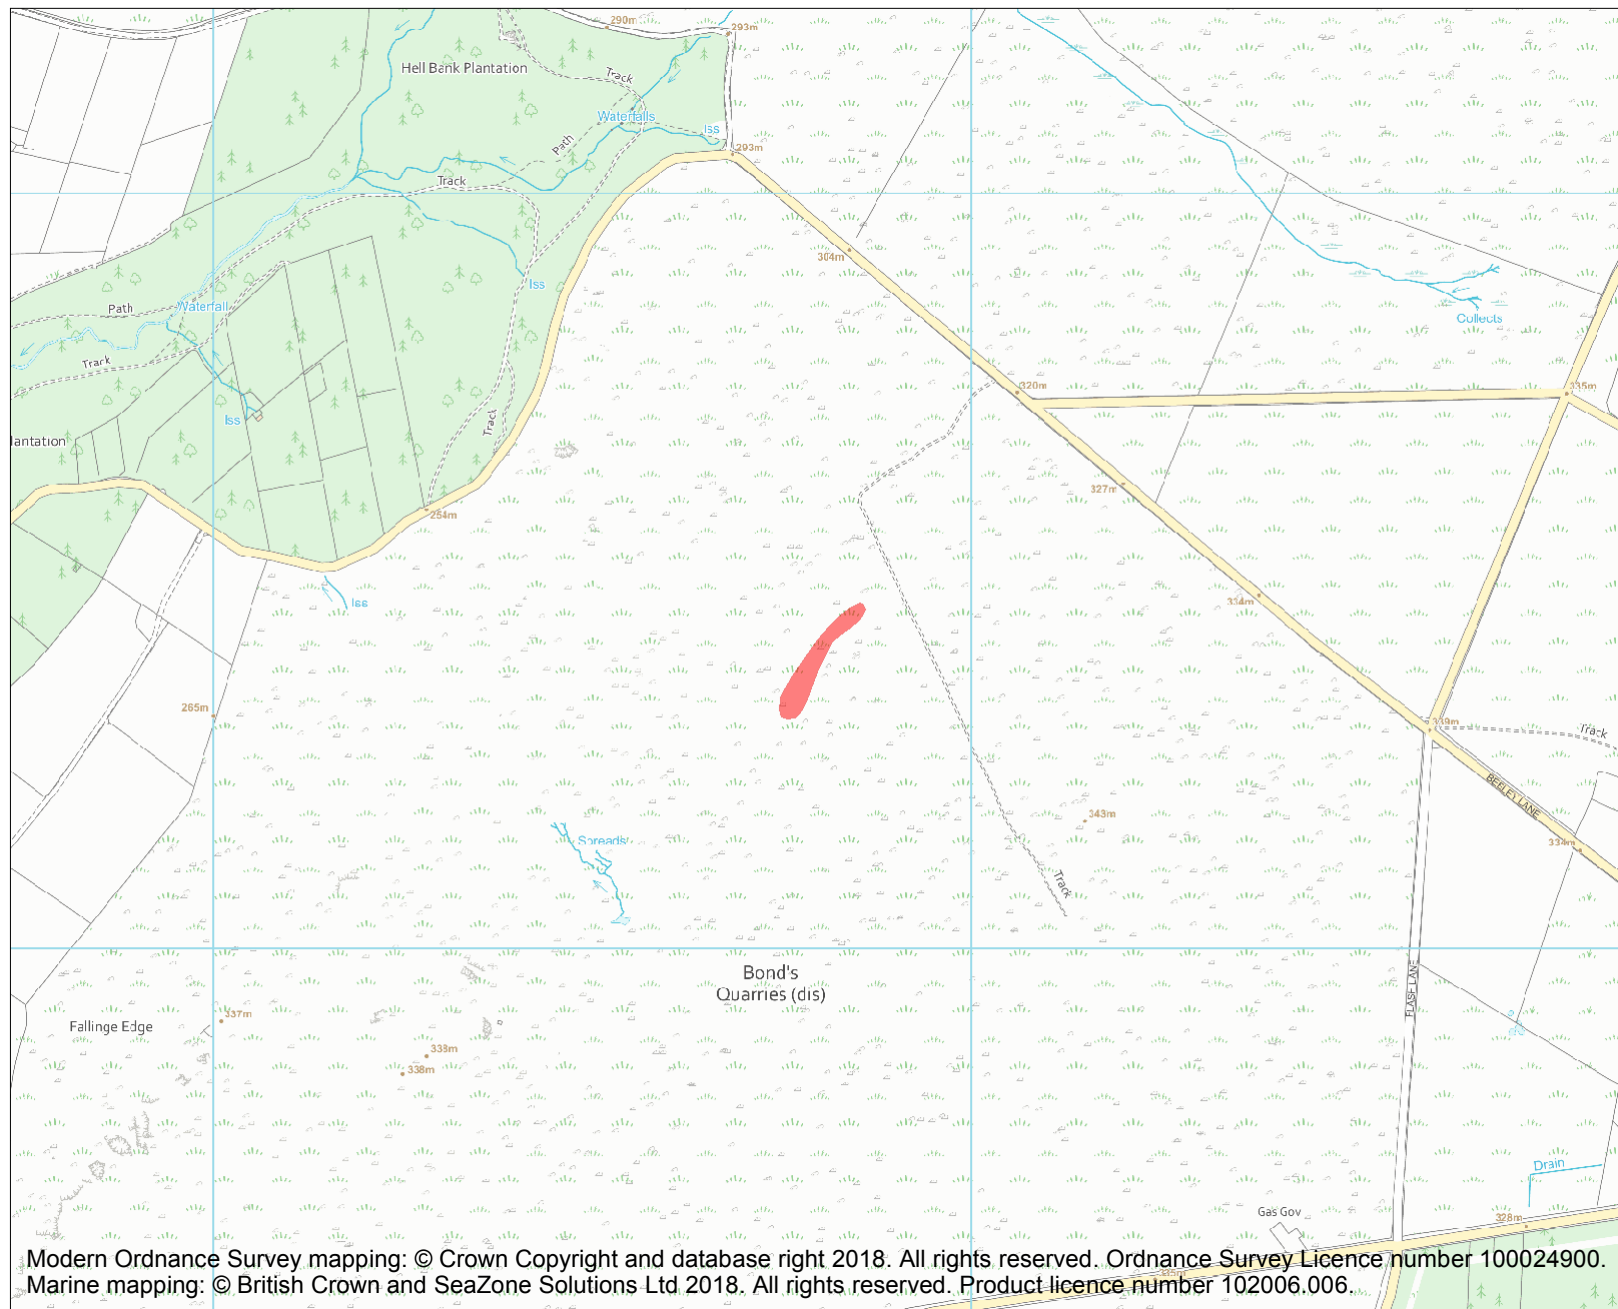 290m
293m
Hell Bank Plantation
Track
Waterfalls
Iss
Path
293m
Track
304m
Iss
Waterfall
Path
Collects
Track
320m
335m
Iss
Track
lantation
327m
254m
Iss
334m
265m
339m
Track
BEELEY LANE
343m
Spreads
334m
Track
Bond's
Quarries (dis)
FLASH LANE
Fallinge Edge
337m
338m
338m
Drain
Gas Gov
328m
Modern Ordnance Survey mapping: © Crown Copyright and database right 2018. All rights reserved. Ordnance Survey Licence number 100024900.
Marine mapping: © British Crown and SeaZone Solutions Ltd 2018. All rights reserved. Product licence number 102006.006.